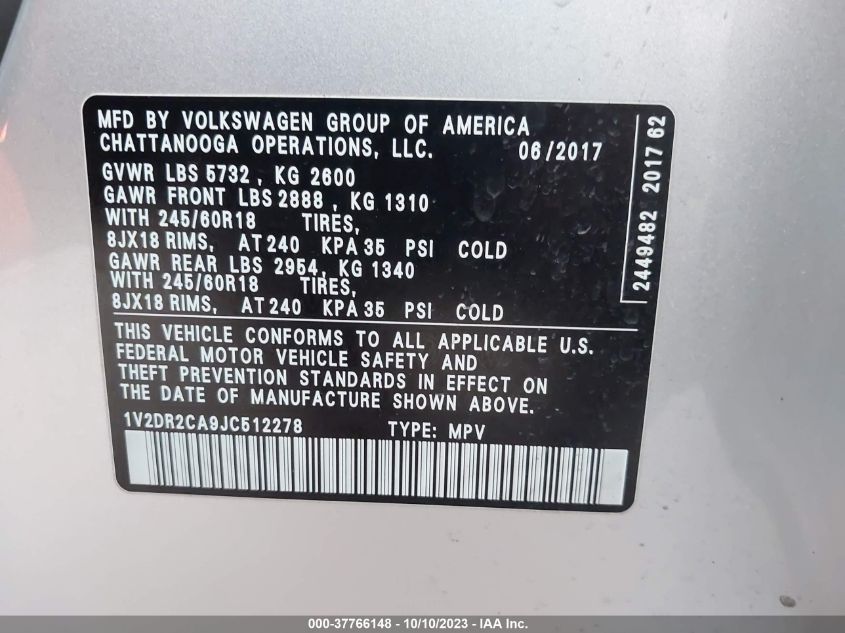 MFD BY VOLKSWAGEN GROUP OF AMERICA
CHATTANOOGA OPERATIONS, LLC. 06/2017
GVWR LBS 5732, KG 2600
GAWR FRONT LBS 2888, KG 1310
WITH 245/60R18 TIRES,
8JX18 RIMS, AT 240 KPA 35 PSI COLD
GAWR REAR LBS 2954, KG 1340
WITH 245/60R18 TIRES,
8JX18 RIMS, AT 240 KPA 35 PSI COLD
2449482 2017 62
THIS VEHICLE CONFORMS TO ALL APPLICABLE U.S.
FEDERAL MOTOR VEHICLE SAFETY AND
THEFT PREVENTION STANDARDS IN EFFECT ON
THE DATE OF MANUFACTURE SHOWN ABOVE.
1V2DR2CA9JC512278 TYPE: MPV
000-37766148 - 10/10/2023 - IAA Inc.